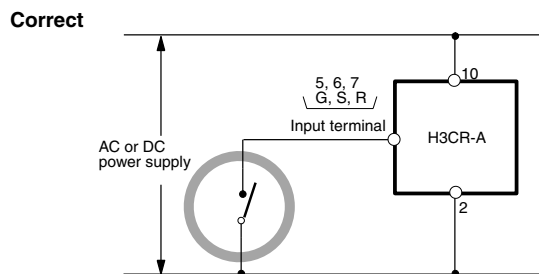 Correct
10
5, 6, 7
G, S, R
Input terminal
H3CR-A
AC or DC
power supply
2